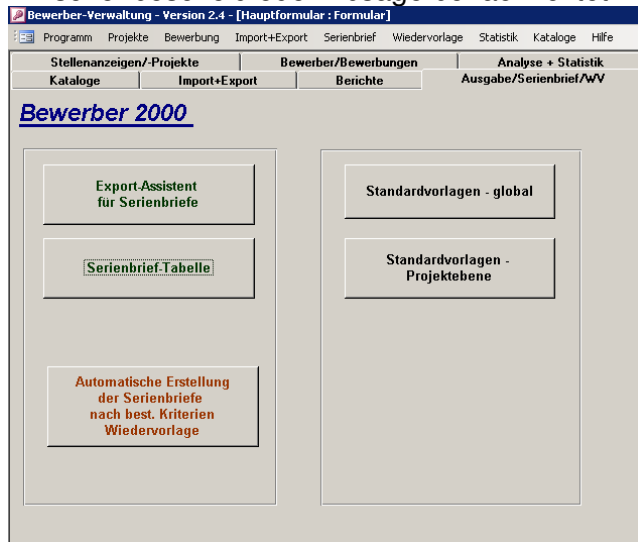 Bewerber-Verwaltung - Version 2.4 - [Hauptformular : Formular]
Programm Projekte Bewerbung Import+Export Serienbrief Wiedervorlage Statistik Kataloge Hilfe
Stellenanzeigen/-Projekte Bewerber/Bewerbungen Analyse + Statistik
Kataloge Import+Export Berichte Ausgabe/Serienbrief/WV
Bewerber 2000
Export-Assistent
für Serienbriefe
Standardvorlagen - global
Serienbrief-Tabelle
Standardvorlagen -
Projektebene
Automatische Erstellung
der Serienbriefe
nach best. Kriterien
Wiedervorlage